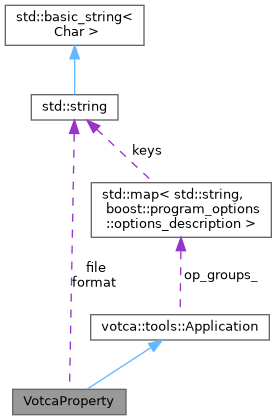 std::basic_string<
Char >
std::string
keys
std::map< std::string,
boost::program_options
::options_description >
file
format
op_groups_
votca::tools::Application
VotcaProperty